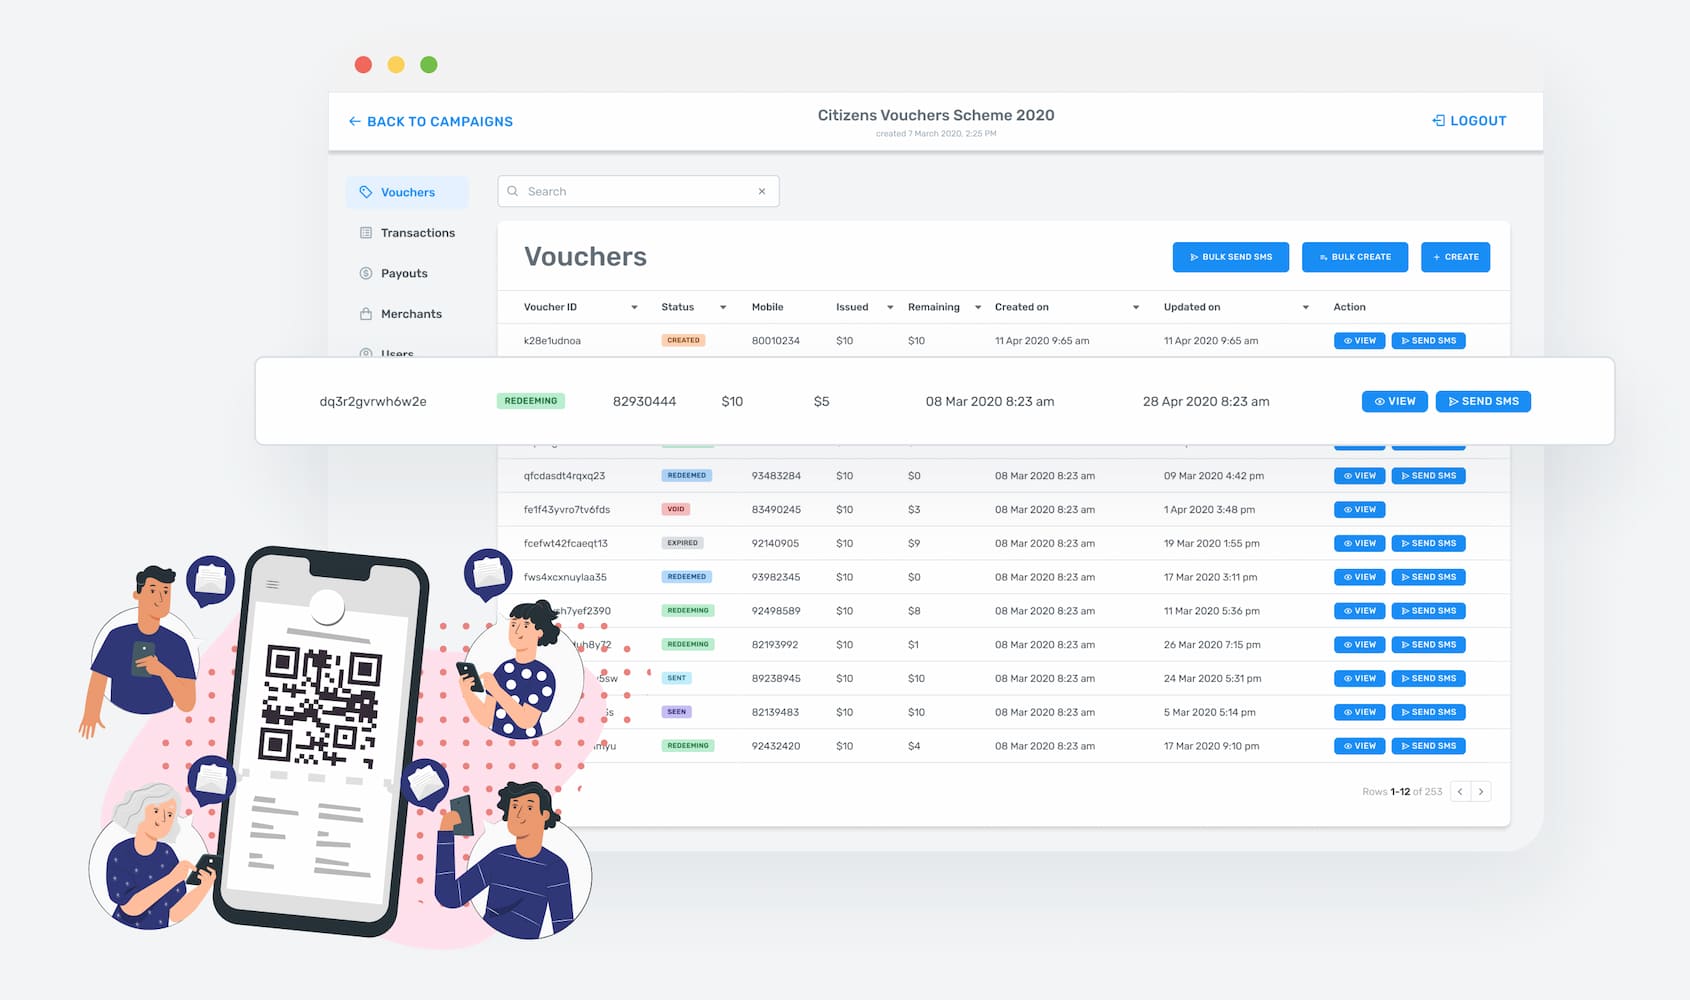 BACK TO CAMPAIGNS
Citizens Vouchers Scheme 2020
created 7 March 2020, 2:25 PM
LOGOUT
Vouchers
Transactions
Payouts
Merchants
Users
Search
Vouchers
BULK SEND SMS BULK CREATE + CREATE
Voucher ID Status Mobile Issued Remaining Created on Updated on Action
k28e1udnoa CREATED 80010234 $10 $10 11 Apr 2020 9:65 am 11 Apr 2020 9:65 am VIEW SEND SMS
dq3r2gvrwh6w2e REDEEMING 82930444 $10 $5 08 Mar 2020 8:23 am 28 Apr 2020 8:23 am VIEW SEND SMS
qfcdasdt4rqxq23 REDEEMED 93483284 $10 $0 08 Mar 2020 8:23 am 09 Mar 2020 4:42 pm VIEW SEND SMS
fe1f43yvro7tv6fds VOID 83490245 $10 $3 08 Mar 2020 8:23 am 1 Apr 2020 3:48 pm VIEW
fcefwt42fcaeqt13 EXPIRED 92140905 $10 $9 08 Mar 2020 8:23 am 19 Mar 2020 1:55 pm VIEW SEND SMS
fws4xcxnuylaa35 REDEEMED 93982345 $10 $0 08 Mar 2020 8:23 am 17 Mar 2020 3:11 pm VIEW SEND SMS
sh7yef2390 REDEEMING 92498589 $10 $8 08 Mar 2020 8:23 am 11 Mar 2020 5:36 pm VIEW SEND SMS
uh8y72 REDEEMING 82193992 $10 $1 08 Mar 2020 8:23 am 26 Mar 2020 7:15 pm VIEW SEND SMS
5sw SENT 89238945 $10 $10 08 Mar 2020 8:23 am 24 Mar 2020 5:31 pm VIEW SEND SMS
SEEN 82139483 $10 $10 08 Mar 2020 8:23 am 5 Mar 2020 5:14 pm VIEW SEND SMS
myu REDEEMING 92432420 $10 $4 08 Mar 2020 8:23 am 17 Mar 2020 9:10 pm VIEW SEND SMS
Rows 1-12 of 253